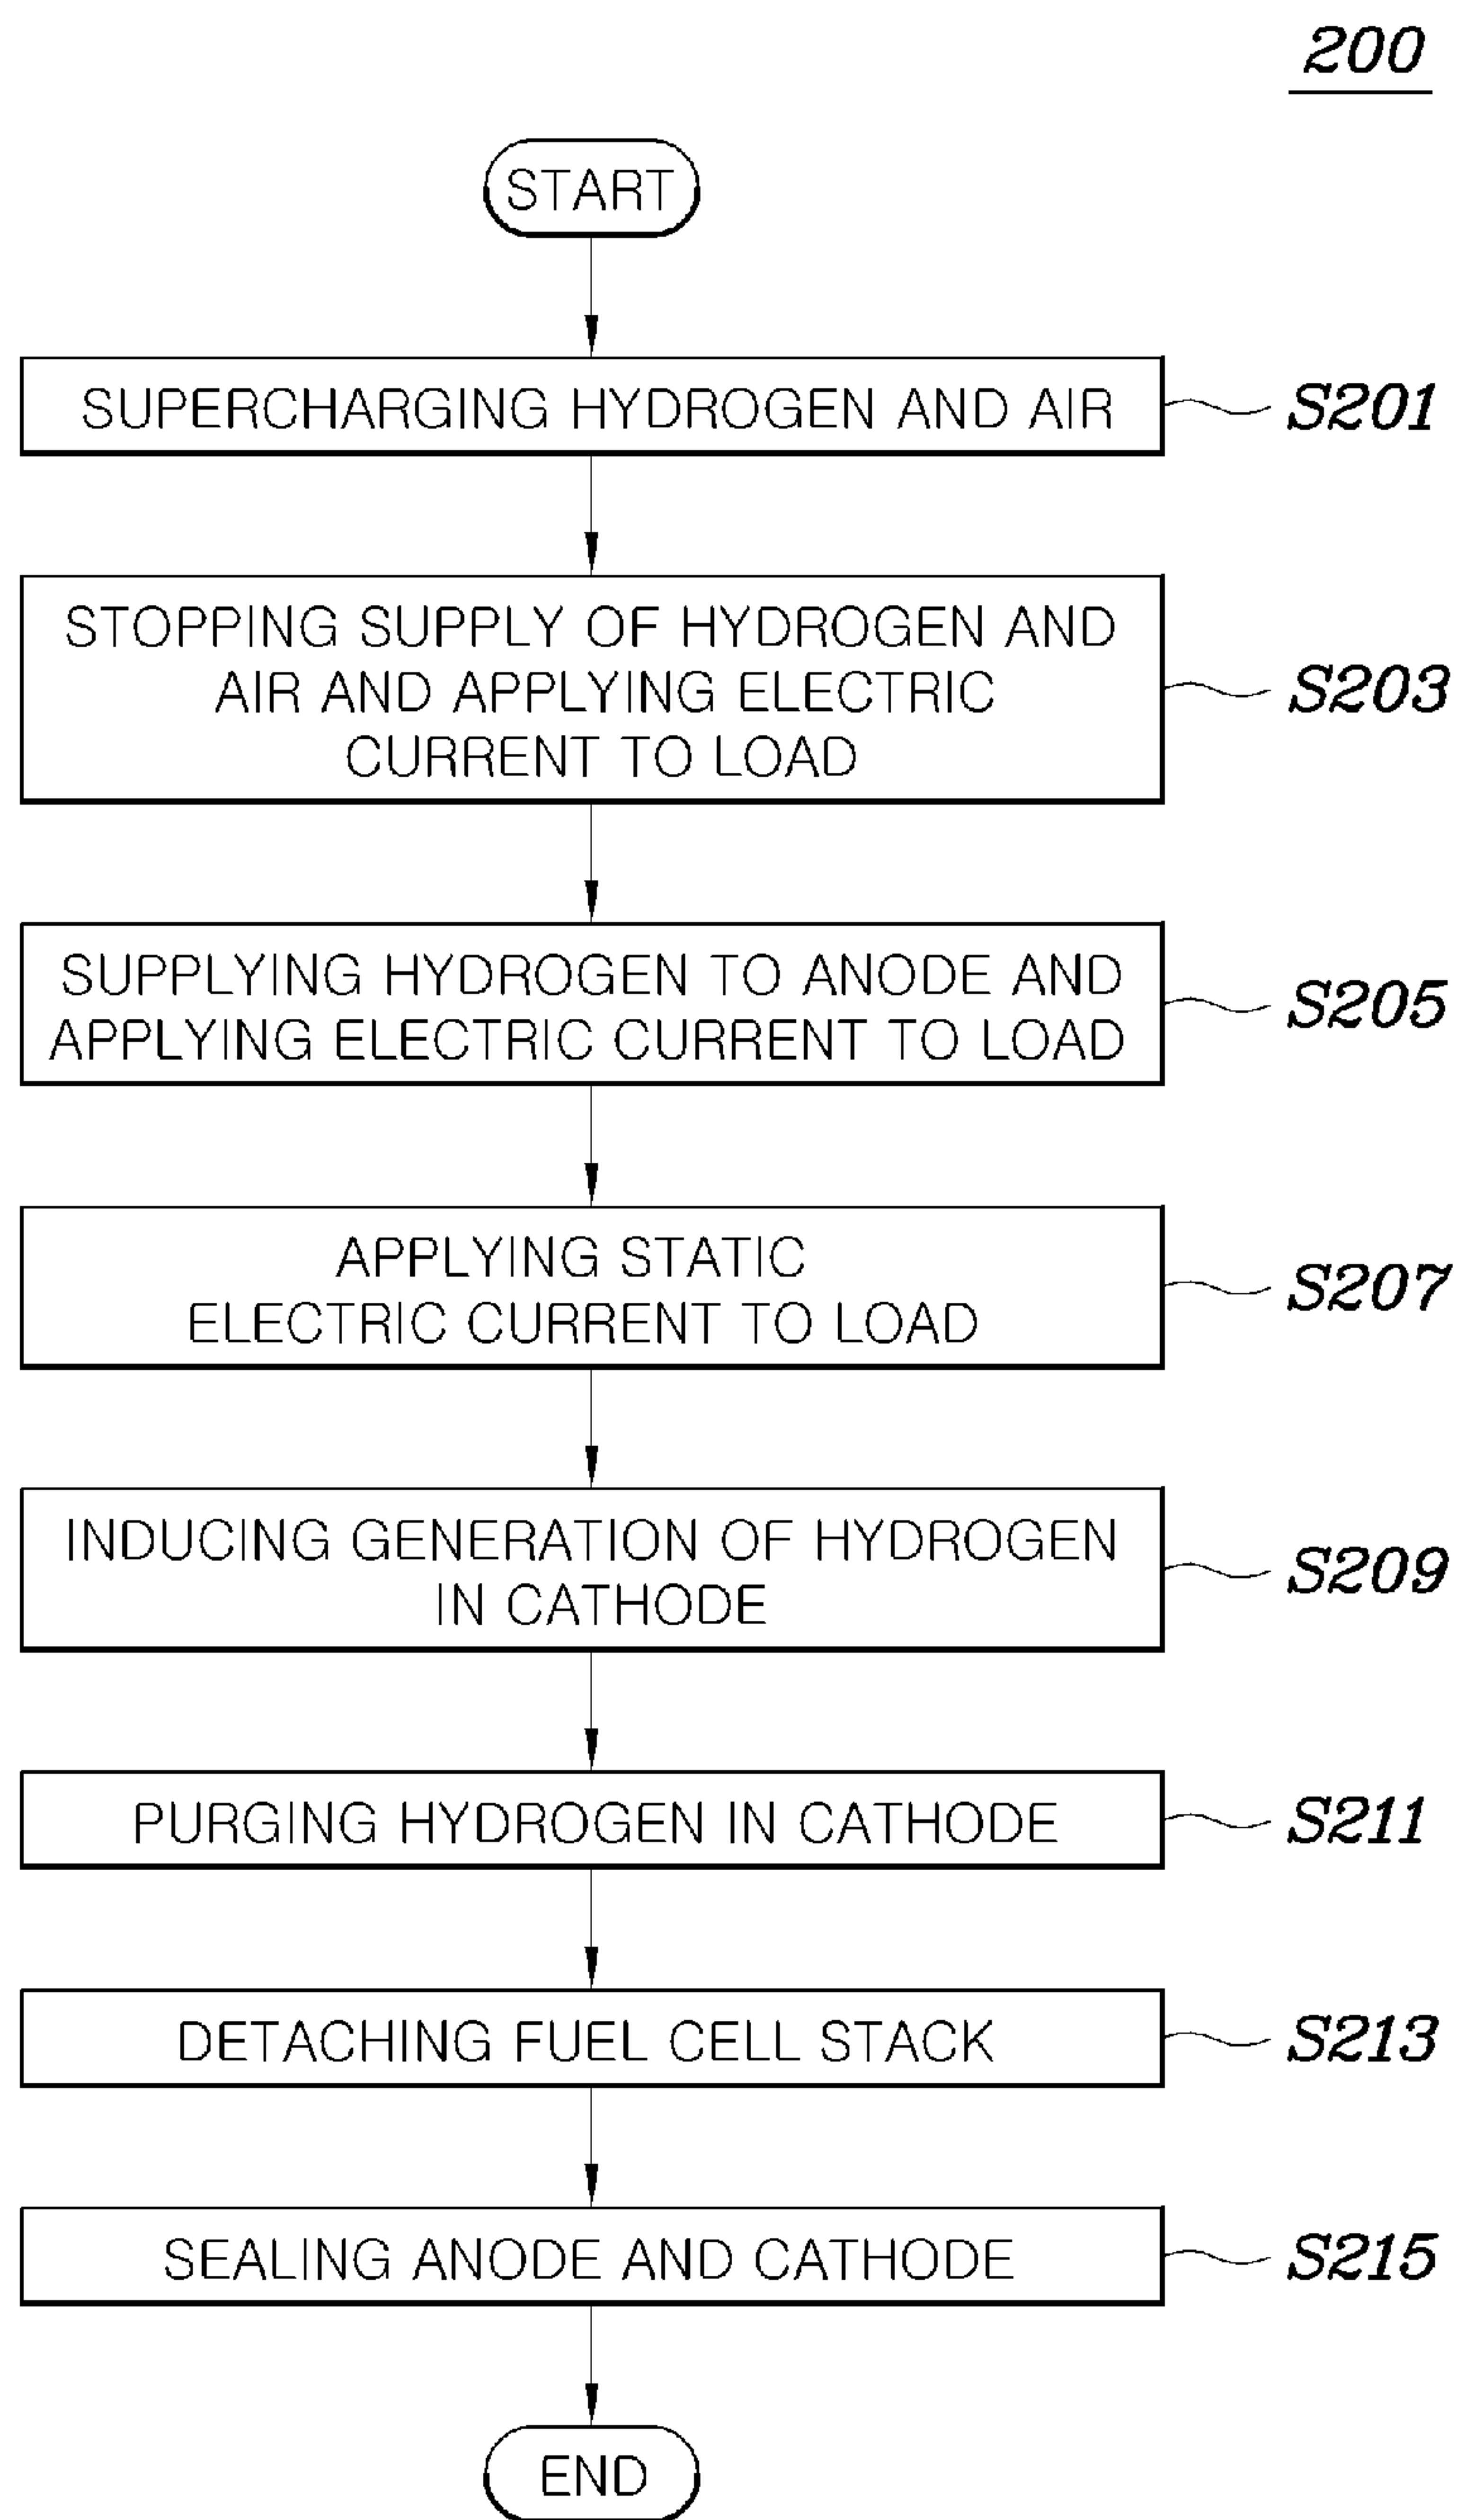 200
START
SUPERCHARGING HYDROGEN AND AIR
S201
STOPPING SUPPLY OF HYDROGEN AND
AIR AND APPLYING ELECTRIC
CURRENT TO LOAD
S203
SUPPLYING HYDROGEN TO ANODE AND
APPLYING ELECTRIC CURRENT TO LOAD
S205
APPLYING STATIC
ELECTRIC CURRENT TO LOAD
S207
INDUCING GENERATION OF HYDROGEN
IN CATHODE
S209
PURGING HYDROGEN IN CATHODE
S211
DETACHING FUEL CELL STACK
S213
SEALING ANODE AND CATHODE
S215
END